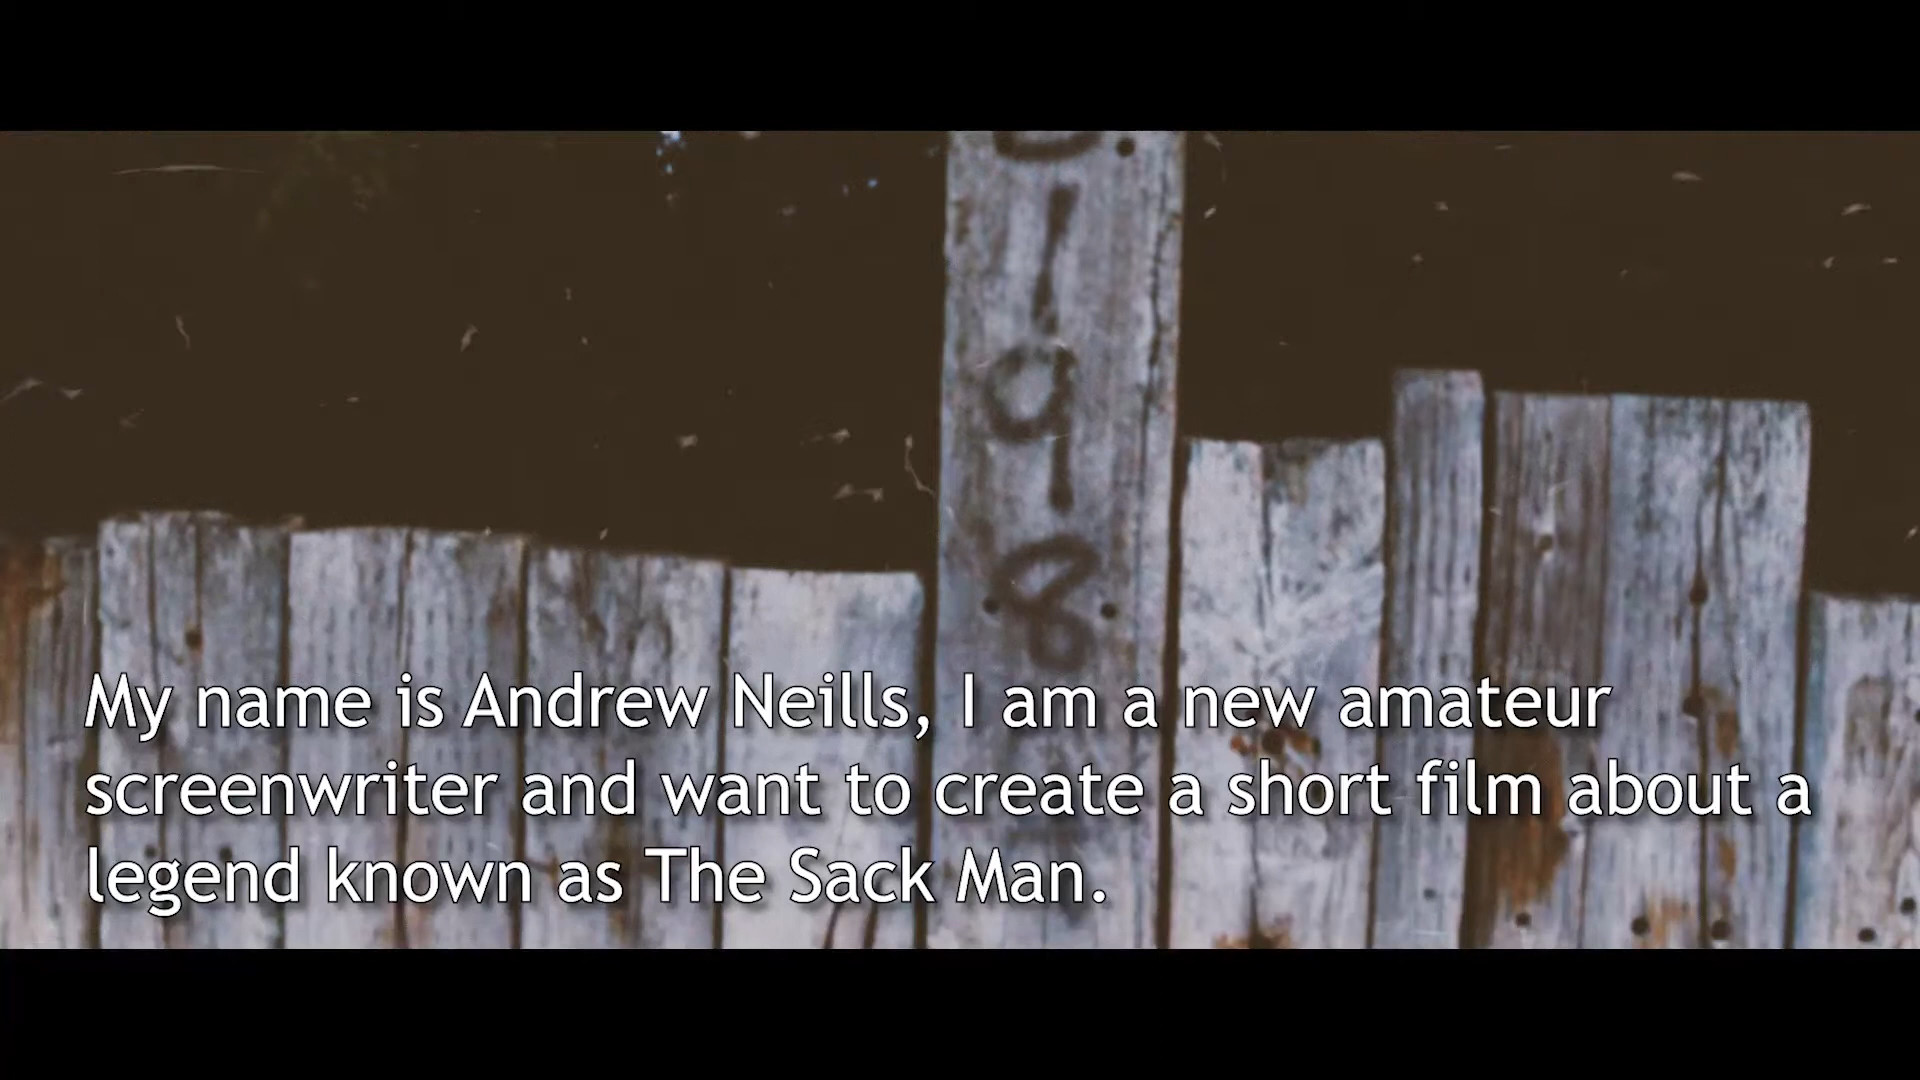 198
My name is Andrew Neills, I am a new amateur
screenwriter and want to create a short film about a
legend known as The Sack Man.